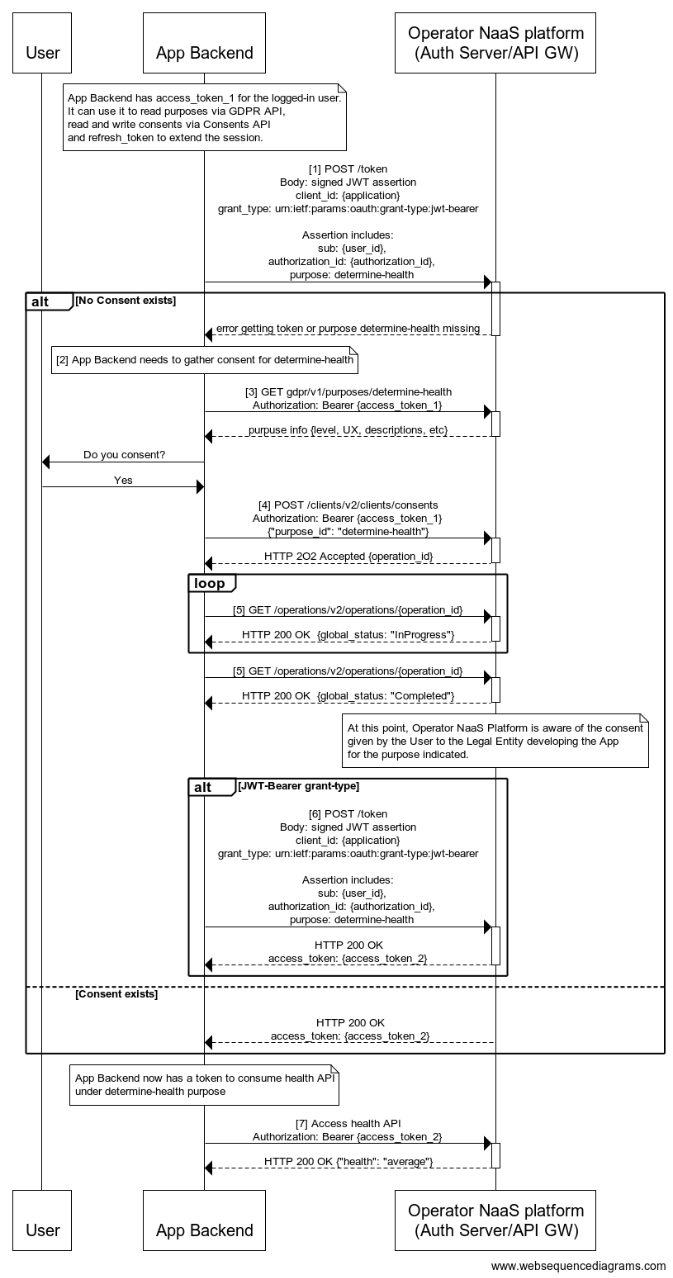 User
App Backend
Operator NaaS platform
(Auth Server/API GW)
App Backend has access_token_1 for the logged-in user.
It can use it to read purposes via GDPR API,
read and write consents via Consents API
and refresh_token to extend the session.
[1] POST /token
Body: signed JWT assertion
client_id: {application}
grant_type: urn:ietf:params:oauth:grant-type:jwt-bearer
Assertion includes:
sub: {user_id},
authorization_id: {authorization_id},
purpose: determine-health
alt
[No Consent exists]
error getting token or purpose determine-health missing
[2] App Backend needs to gather consent for determine-health
[3] GET gdpr/v1/purposes/determine-health
Authorization: Bearer {access_token_1}
purpuse info {level, UX, descriptions, etc}
Do you consent?
Yes
[4] POST /clients/v2/clients/consents
Authorization: Bearer {access_token_1}
{"purpose_id": "determine-health"}
HTTP 2O2 Accepted {operation_id}
loop
[5] GET /operations/v2/operations/{operation_id}
HTTP 200 OK  {global_status: "InProgress"}
[5] GET /operations/v2/operations/{operation_id}
HTTP 200 OK  {global_status: "Completed"}
At this point, Operator NaaS Platform is aware of the consent
given by the User to the Legal Entity developing the App
for the purpose indicated.
alt
[JWT-Bearer grant-type]
[6] POST /token
Body: signed JWT assertion
client_id: {application}
grant_type: urn:ietf:params:oauth:grant-type:jwt-bearer
Assertion includes:
sub: {user_id},
authorization_id: {authorization_id},
purpose: determine-health
HTTP 200 OK
access_token: {access_token_2}
[Consent exists]
HTTP 200 OK
access_token: {access_token_2}
App Backend now has a token to consume health API
under determine-health purpose
[7] Access health API
Authorization: Bearer {access_token_2}
HTTP 200 OK {"health": "average"}
User
App Backend
Operator NaaS platform
(Auth Server/API GW)
www.websequencediagrams.com